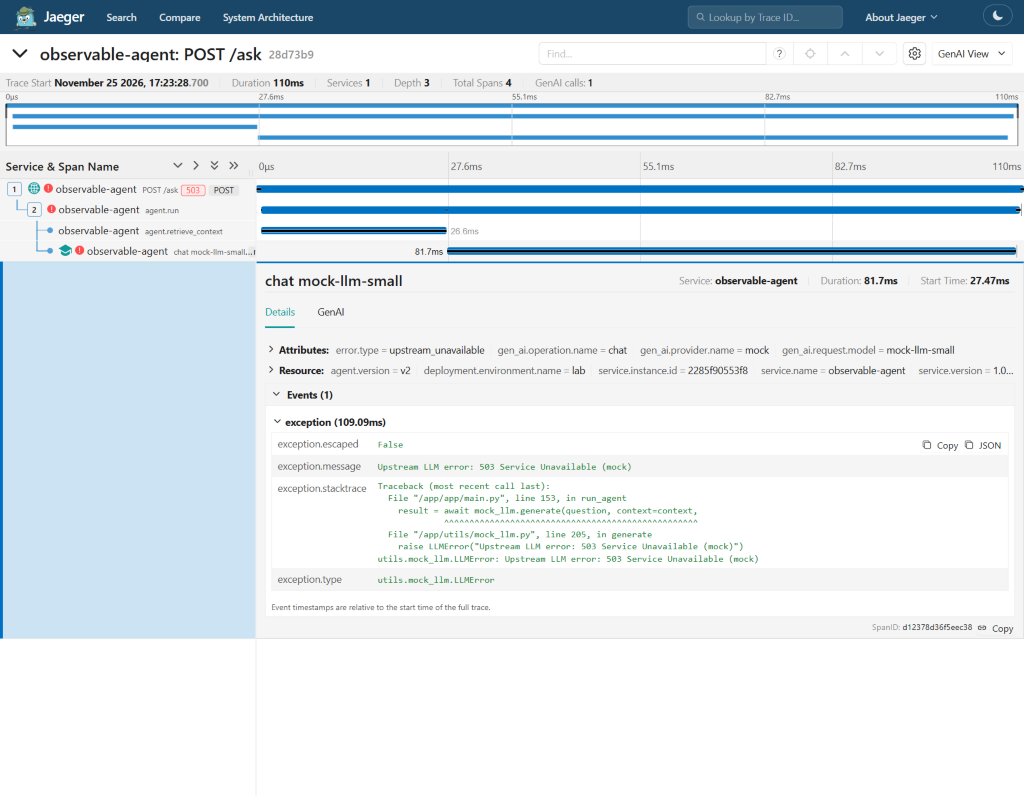 Jaeger Search Compare System Architecture Lookup by Trace ID... About Jaeger
observable-agent: POST /ask 28d73b9 Find... ? GenAI View
Trace Start November 25 2026, 17:23:28.700 Duration 110ms Services 1 Depth 3 Total Spans 4 GenAI calls: 1
0μs 27.6ms 55.1ms 82.7ms 110ms
Service & Span Name 0μs 27.6ms 55.1ms 82.7ms 110ms
1 observable-agent POST /ask 503 POST
2 observable-agent agent.run
observable-agent agent.retrieve_context 26.6ms
observable-agent chat mock-llm-small... 81.7ms
chat mock-llm-small Service: observable-agent Duration: 81.7ms Start Time: 27.47ms
Details GenAI
Attributes: error.type = upstream_unavailable gen_ai.operation.name = chat gen_ai.provider.name = mock gen_ai.request.model = mock-llm-small
Resource: agent.version = v2 deployment.environment.name = lab service.instance.id = 2285f90553f8 service.name = observable-agent service.version = 1.0...
Events (1)
exception (109.09ms)
exception.escaped False Copy JSON
exception.message Upstream LLM error: 503 Service Unavailable (mock)
exception.stacktrace Traceback (most recent call last):
File "/app/app/main.py", line 153, in run_agent
result = await mock_llm.generate(question, context=context,
^^^^^^^^^^^^^^^^^^^^^^^^^^^^^^^^^^^^^^^^^^^^^^^^^^
File "/app/utils/mock_llm.py", line 205, in generate
raise LLMError("Upstream LLM error: 503 Service Unavailable (mock)")
utils.mock_llm.LLMError: Upstream LLM error: 503 Service Unavailable (mock)
exception.type utils.mock_llm.LLMError
Event timestamps are relative to the start time of the full trace.
SpanID: d12378d36f5eec38 Copy